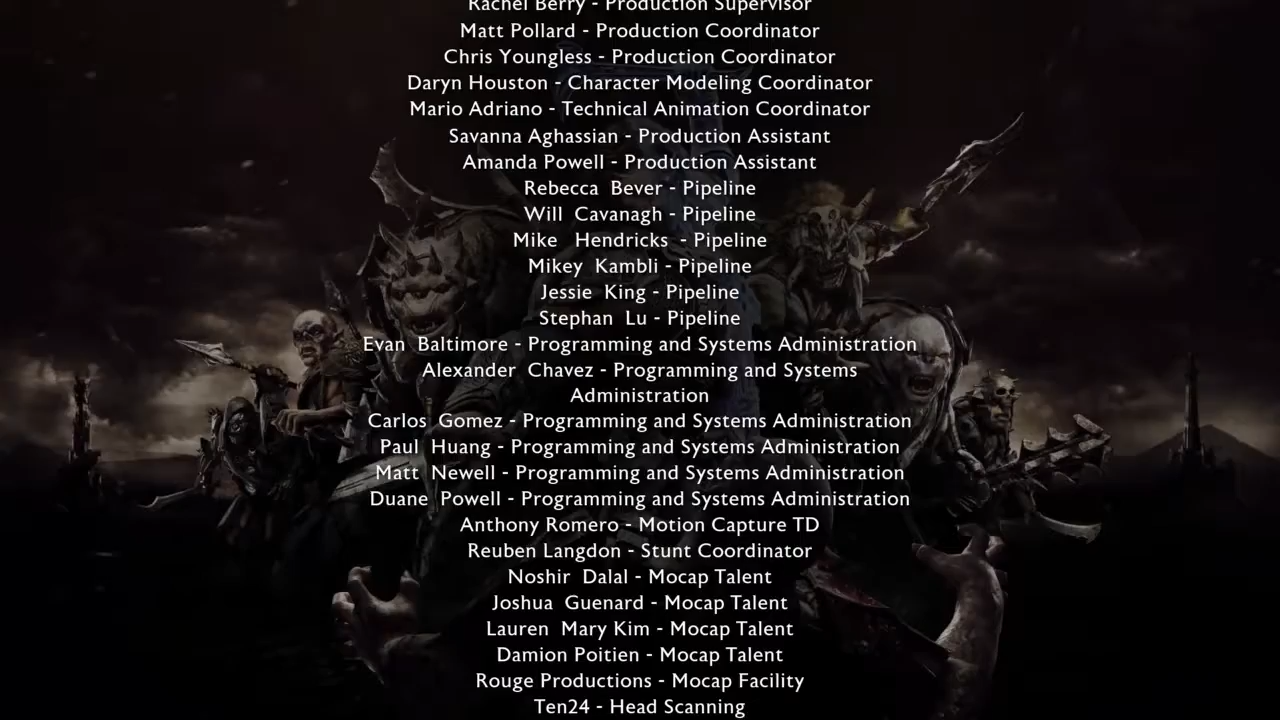 Rachel Berry - Production Supervisor
Matt Pollard - Production Coordinator
Chris Youngless - Production Coordinator
Daryn Houston - Character Modeling Coordinator
Mario Adriano - Technical Animation Coordinator
Savanna Aghassian - Production Assistant
Amanda Powell - Production Assistant
Rebecca  Bever - Pipeline
Will  Cavanagh - Pipeline
Mike   Hendricks  - Pipeline
Mikey  Kambli - Pipeline
Jessie  King - Pipeline
Stephan  Lu - Pipeline
Evan  Baltimore - Programming and Systems Administration
Alexander  Chavez - Programming and Systems
Administration
Carlos  Gomez - Programming and Systems Administration
Paul  Huang - Programming and Systems Administration
Matt  Newell - Programming and Systems Administration
Duane  Powell - Programming and Systems Administration
Anthony Romero - Motion Capture TD
Reuben Langdon - Stunt Coordinator
Noshir  Dalal - Mocap Talent
Joshua  Guenard - Mocap Talent
Lauren  Mary Kim - Mocap Talent
Damion Poitien - Mocap Talent
Rouge Productions - Mocap Facility
Ten24 - Head Scanning